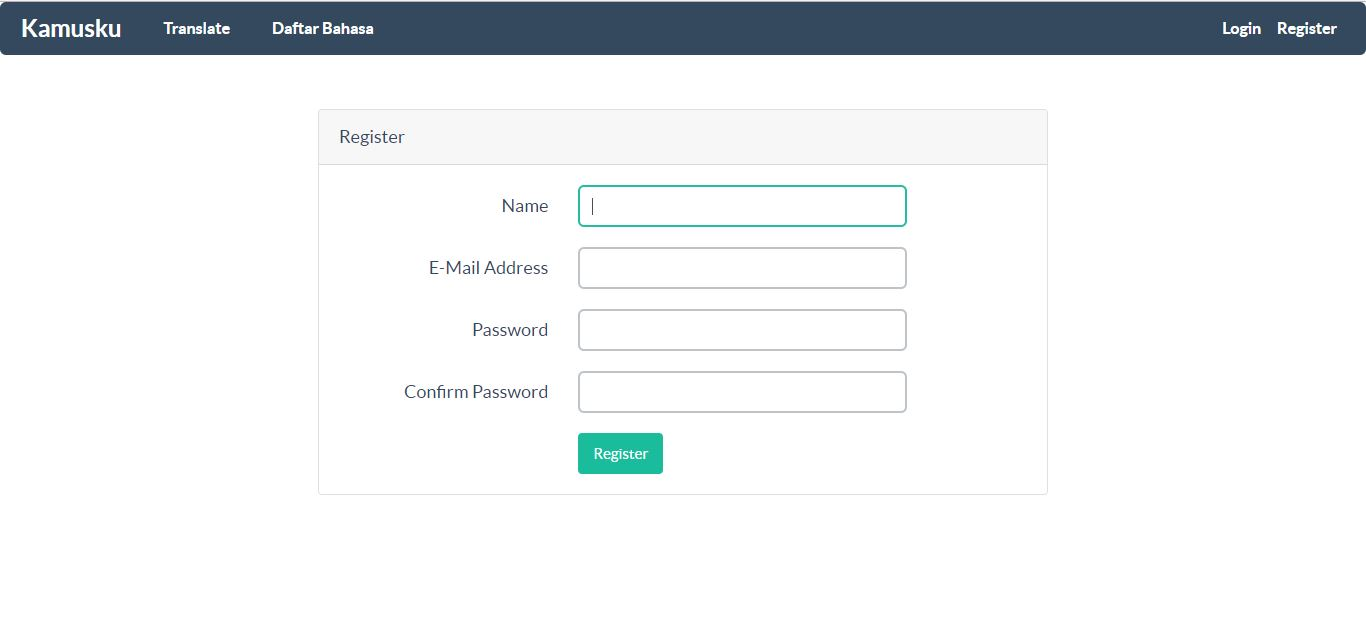 Kamusku Translate Daftar Bahasa Login Register
Register
Name
E-Mail Address
Password
Confirm Password
Register